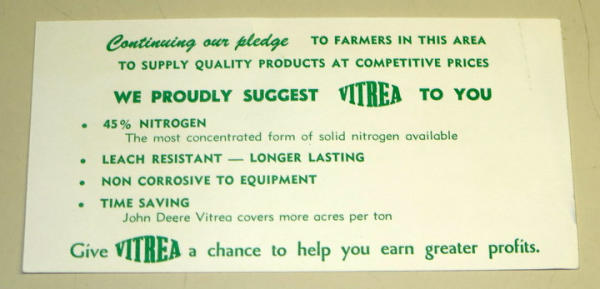 Continuing our pledge TO FARMERS IN THIS AREA
TO SUPPLY QUALITY PRODUCTS AT COMPETITIVE PRICES
WE PROUDLY SUGGEST VITREA TO YOU
• 45% NITROGEN
The most concentrated form of solid nitrogen available
• LEACH RESISTANT — LONGER LASTING
• NON CORROSIVE TO EQUIPMENT
• TIME SAVING
John Deere Vitrea covers more acres per ton
Give VITREA a chance to help you earn greater profits.